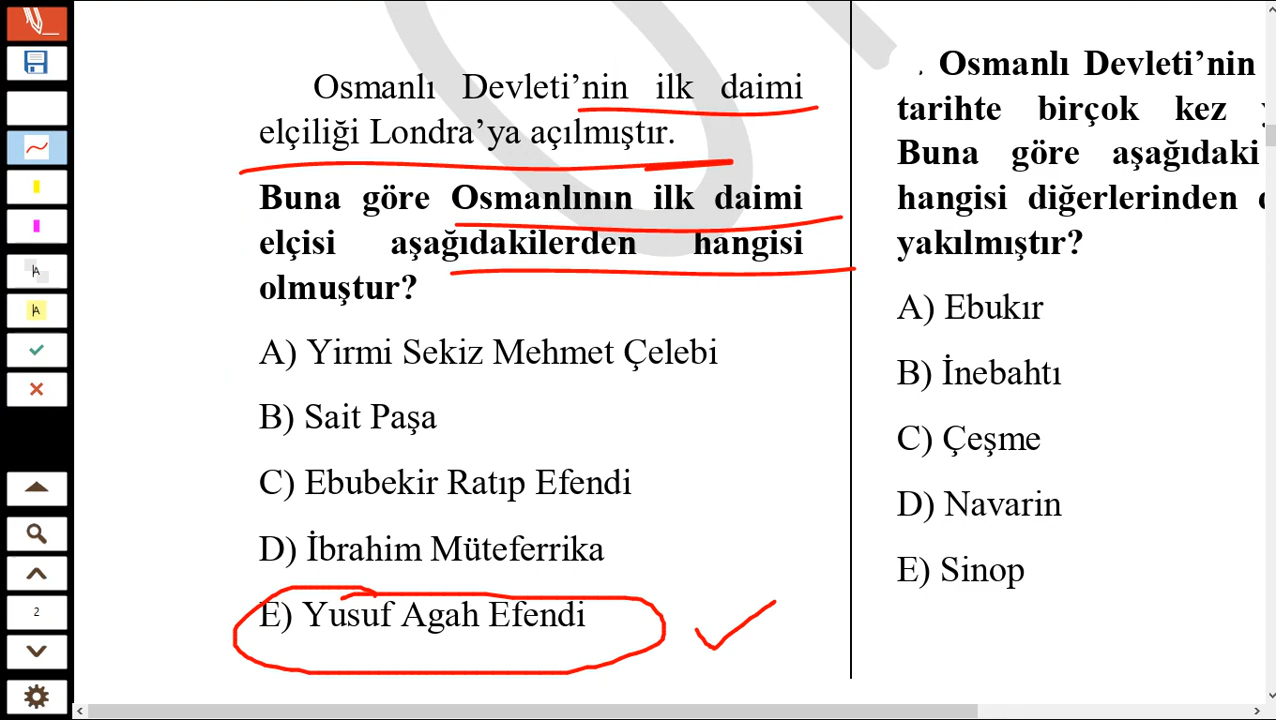 Osmanlı Devleti’nin ilk daimi
elçiliği Londra’ya açılmıştır.
Buna göre Osmanlının ilk daimi
elçisi aşağıdakilerden hangisi
olmuştur?
A) Yirmi Sekiz Mehmet Çelebi
B) Sait Paşa
C) Ebubekir Ratıp Efendi
D) İbrahim Müteferrika
E) Yusuf Agah Efendi
. Osmanlı Devleti’nin
tarihte birçok kez
Buna göre aşağıdaki
hangisi diğerlerinden
yakılmıştır?
A) Ebukır
B) İnebahtı
C) Çeşme
D) Navarin
E) Sinop
A
A
2